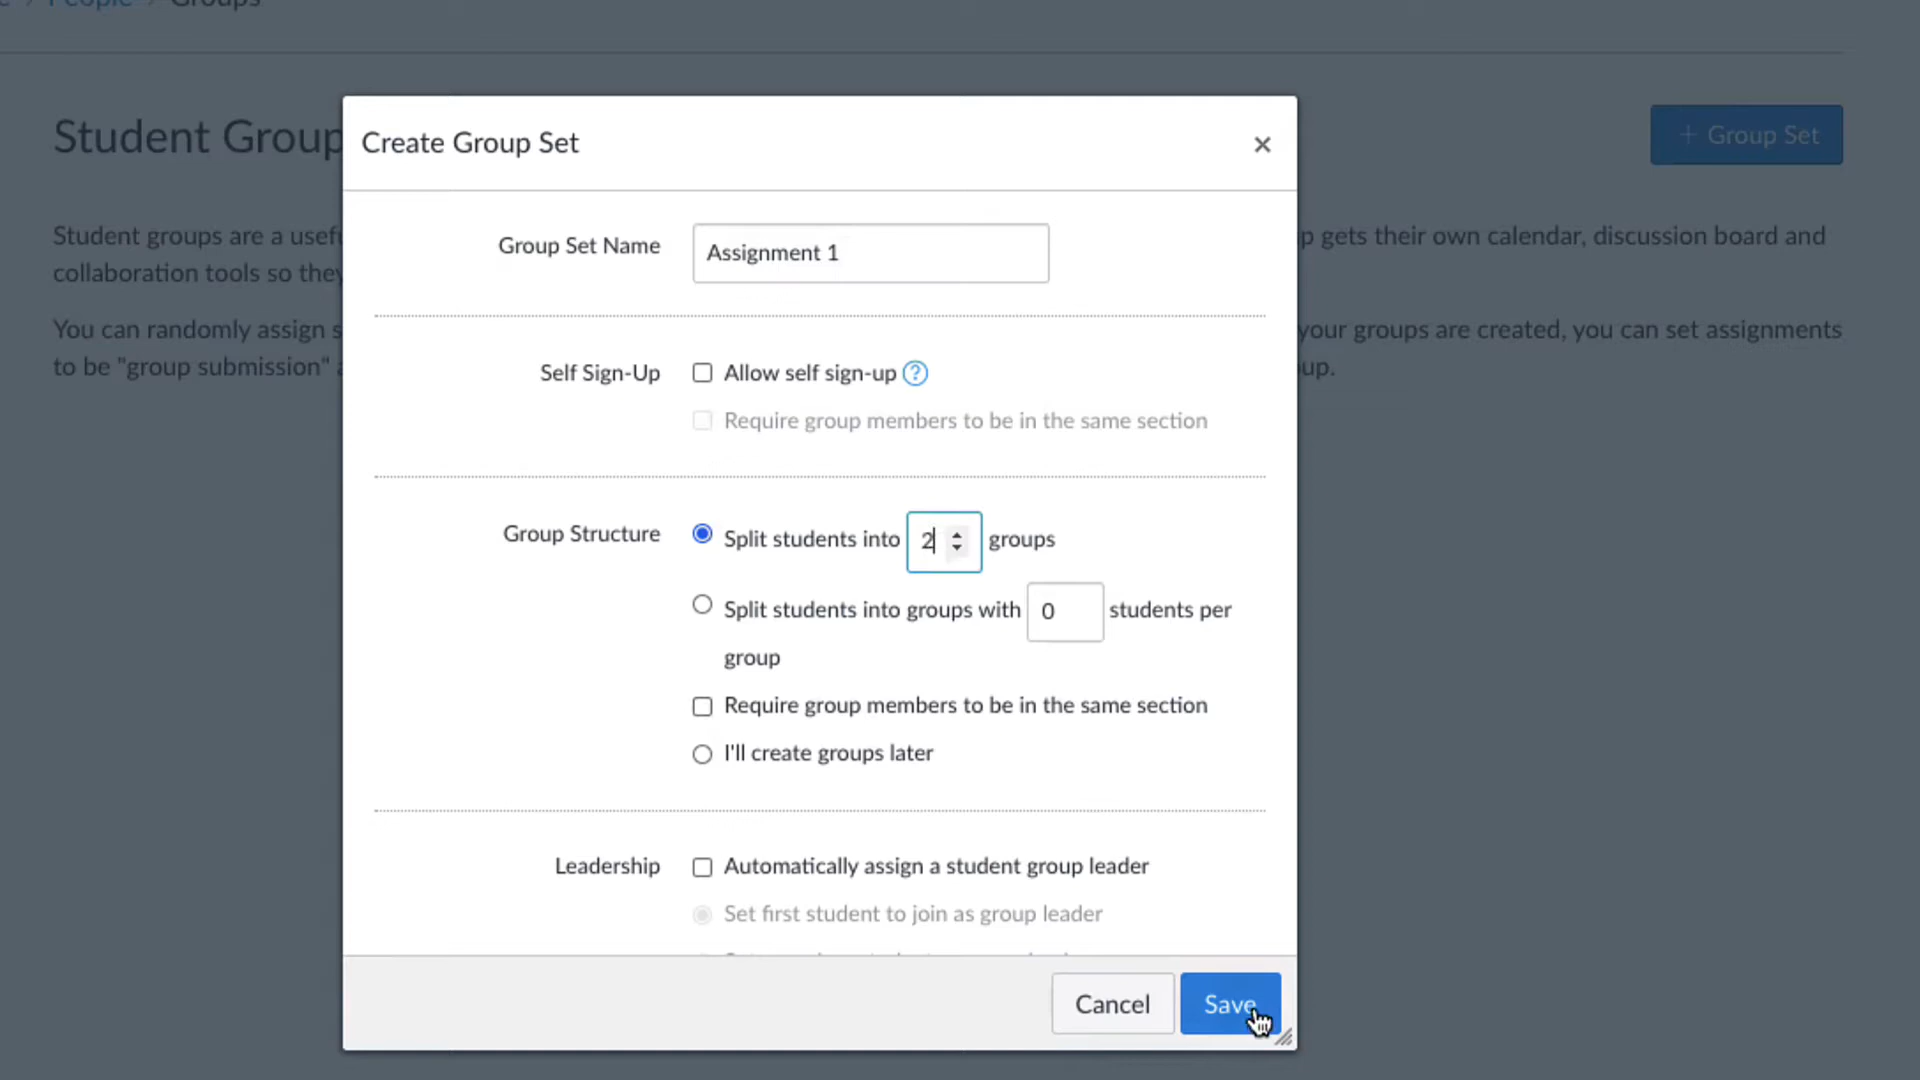 People > Groups
Student Group
+ Group Set
Create Group Set
×
Student groups are a usefu
p gets their own calendar, discussion board and
collaboration tools so they
You can randomly assign s
your groups are created, you can set assignments
to be "group submission" a
up.
Group Set Name
Assignment 1
Self Sign-Up
Allow self sign-up ?
Require group members to be in the same section
Group Structure
Split students into 2 groups
Split students into groups with 0 students per
group
Require group members to be in the same section
I'll create groups later
Leadership
Automatically assign a student group leader
Set first student to join as group leader
Cancel
Save